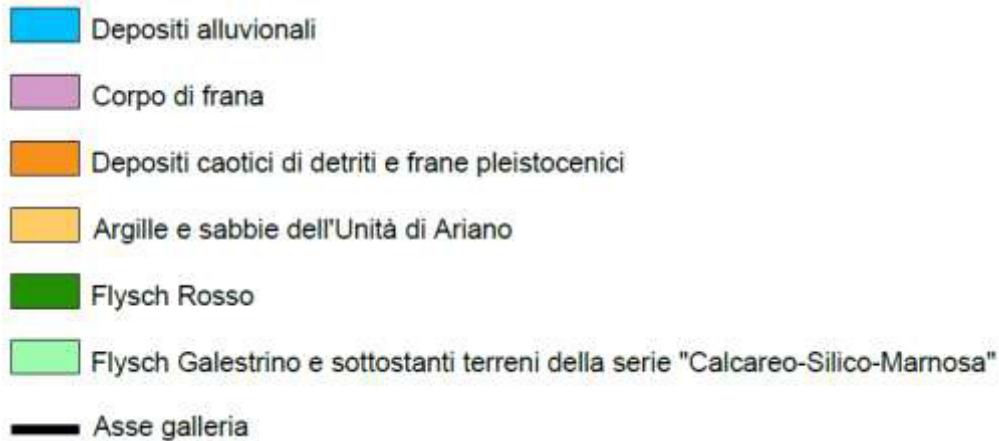 Depositi alluvionali
Corpo di frana
Depositi caotici di detriti e frane pleistocenici
Argille e sabbie dell'Unità di Ariano
Flysch Rosso
Flysch Galestrino e sottostanti terreni della serie "Calcareo-Silico-Marnosa"
Asse galleria